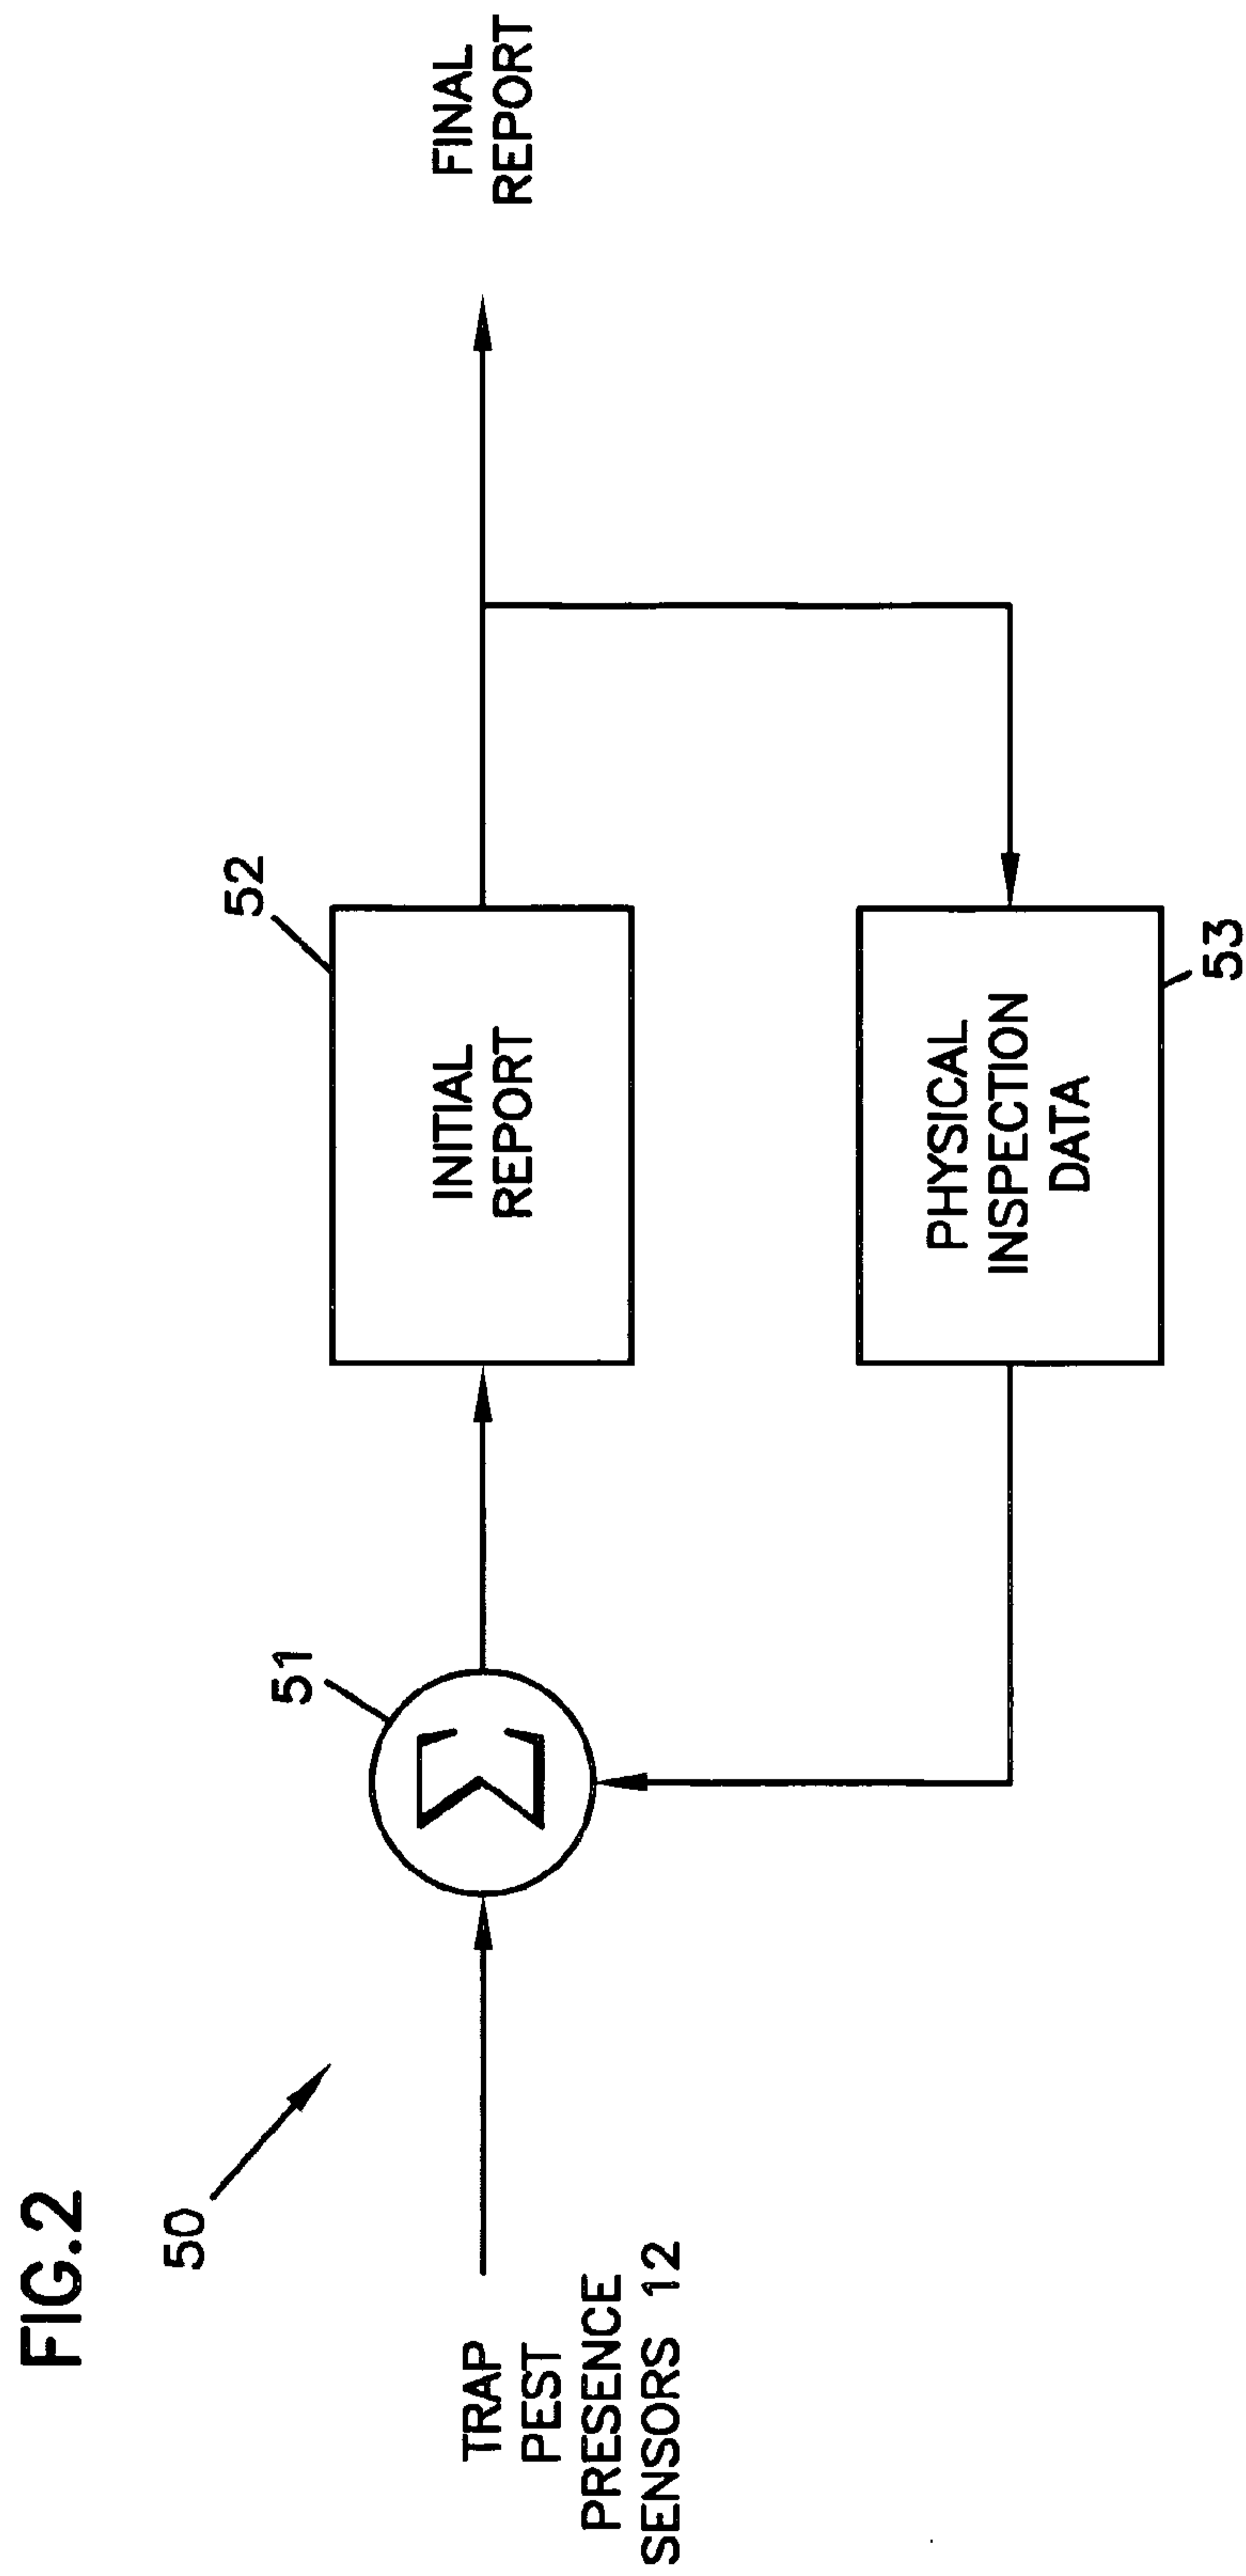 FIG.2
50
TRAP
PEST
PRESENCE
SENSORS 12
51
Σ
52
INITIAL
REPORT
PHYSICAL
INSPECTION
DATA
53
FINAL
REPORT